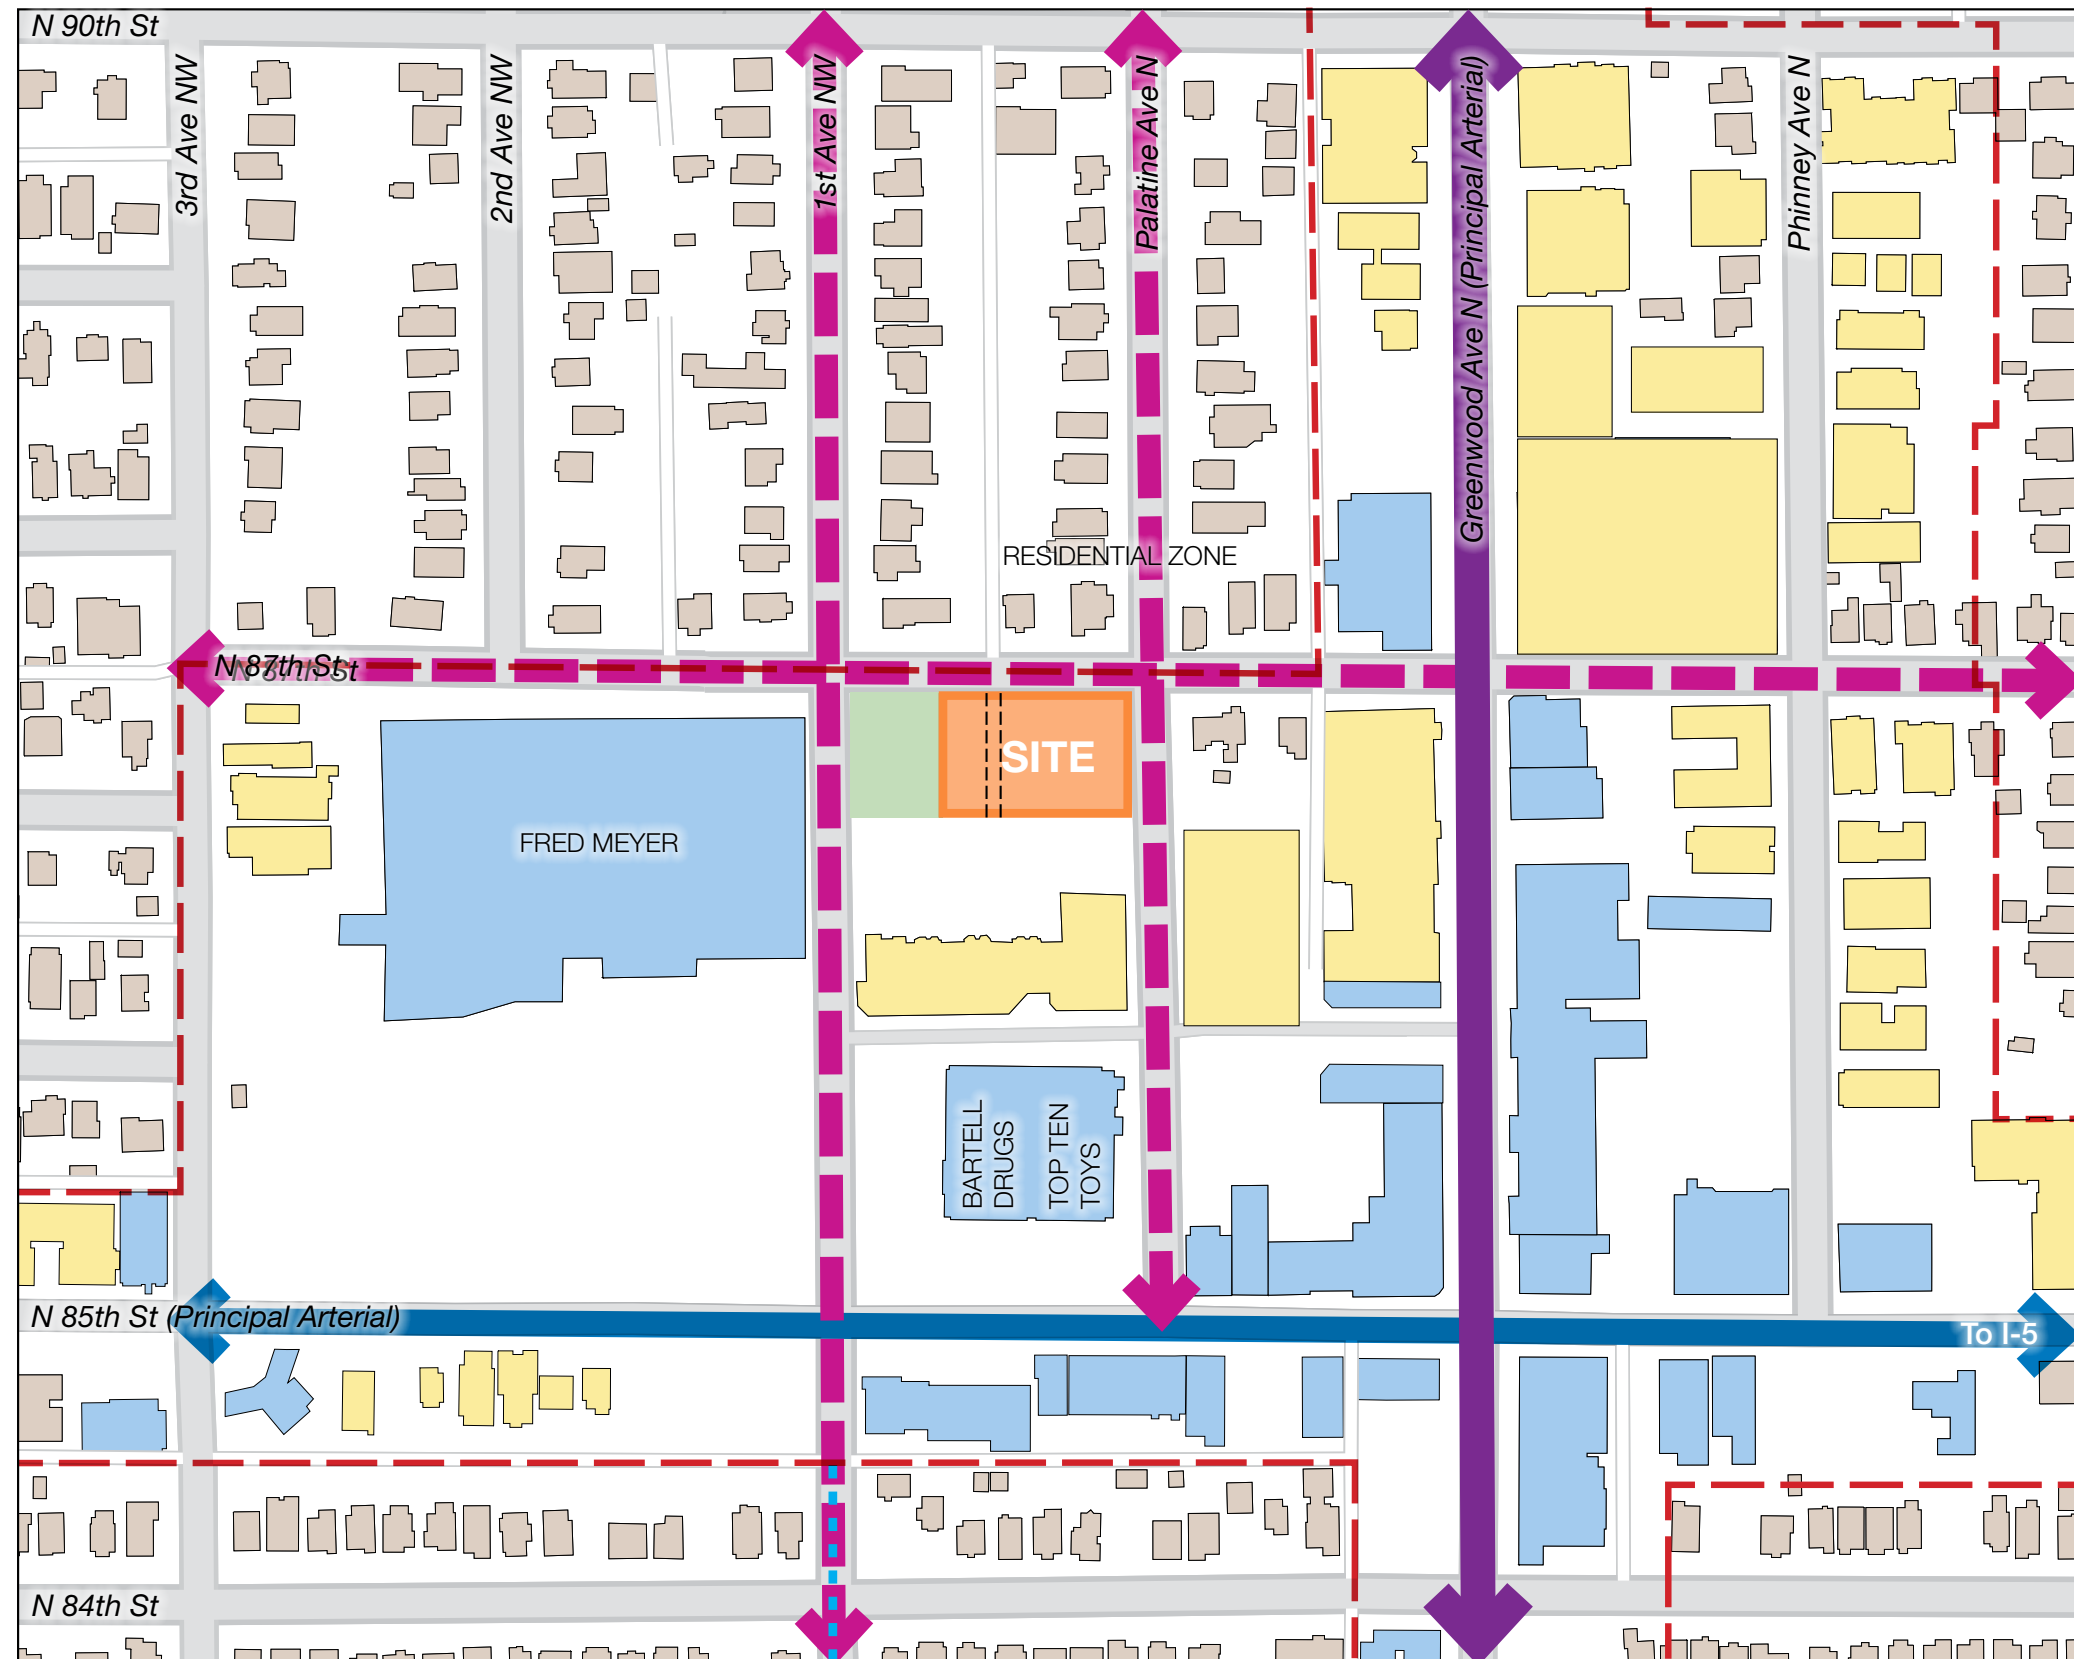 N 90th St
3rd Ave NW
2nd Ave NW
1st Ave NW
Palatine Ave N
Greenwood Ave N (Principal Arterial)
Phinney Ave N
RESIDENTIAL ZONE
N 87th St
N 87th St
SITE
FRED MEYER
BARTELL
DRUGS
TOP TEN
TOYS
N 85th St (Principal Arterial)
To I-5
N 84th St